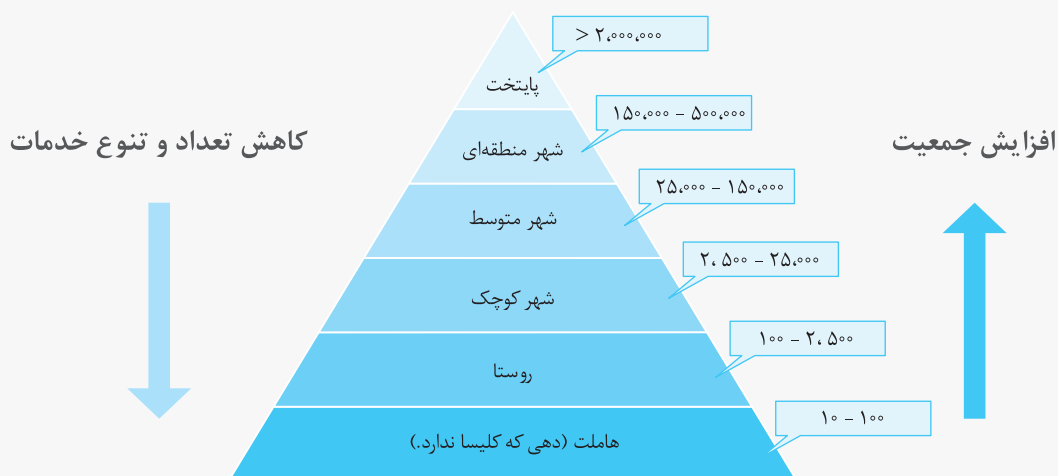 > ۲،۰۰۰،۰۰۰
پایتخت
۱۵۰،۰۰۰ - ۵۰۰،۰۰۰
افزایش جمعیت
کاهش تعداد و تنوع خدمات
شهر منطقه‌ای
۲۵،۰۰۰ - ۱۵۰،۰۰۰
شهر متوسط
۲،۵۰۰ - ۲۵،۰۰۰
شهر کوچک
۱۰۰ - ۲،۵۰۰
روستا
۱۰ - ۱۰۰
هاملت (دهی که کلیسا ندارد.)